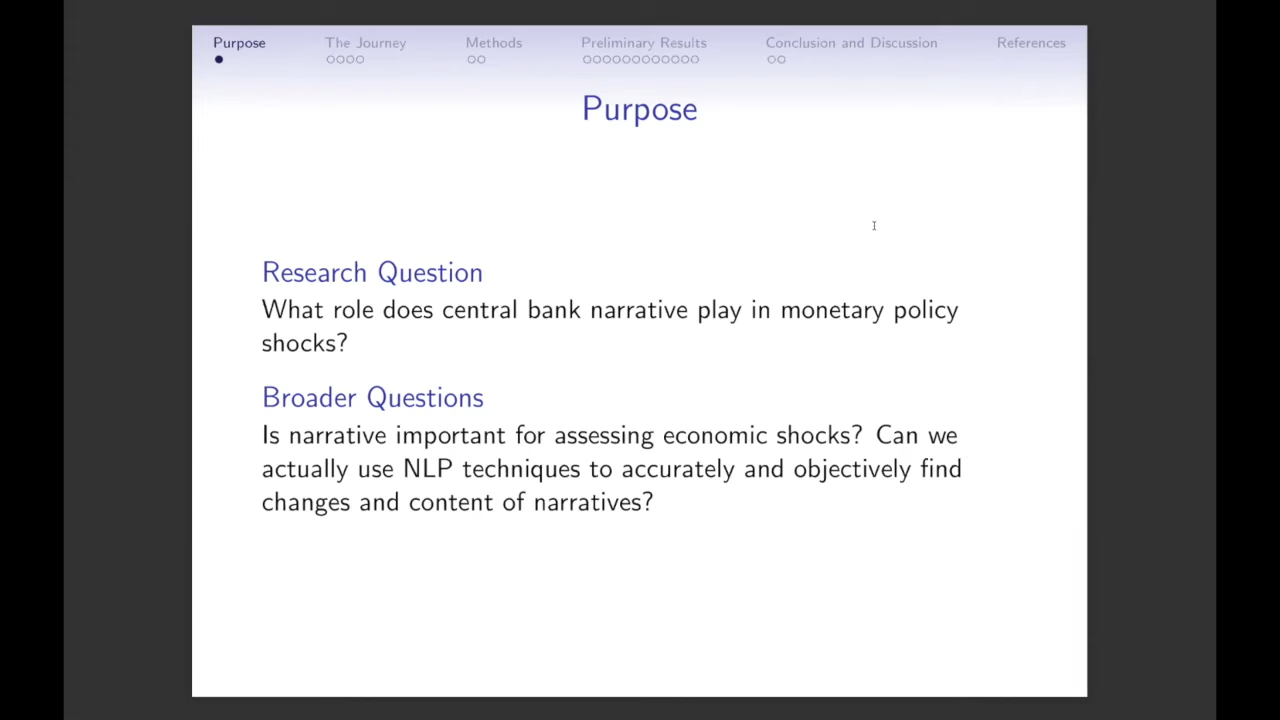 Purpose The Journey Methods Preliminary Results Conclusion and Discussion References
Purpose
Research Question
What role does central bank narrative play in monetary policy
shocks?
Broader Questions
Is narrative important for assessing economic shocks? Can we
actually use NLP techniques to accurately and objectively find
changes and content of narratives?